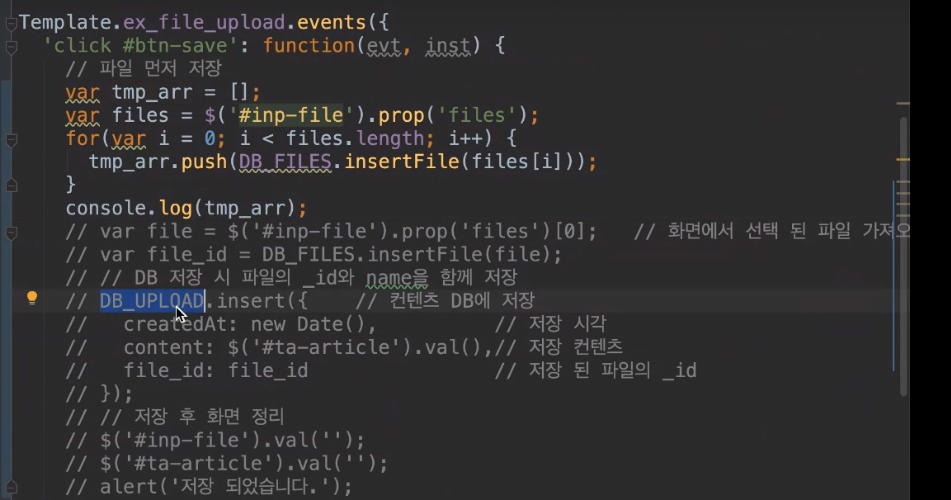 Template.ex_file_upload.events({
  'click #btn-save': function(evt, inst) {
    // 파일 먼저 저장
    var tmp_arr = [];
    var files = $('#inp-file').prop('files');
    for(var i = 0; i < files.length; i++) {
      tmp_arr.push(DB_FILES.insertFile(files[i]));
    }
    console.log(tmp_arr);
    // var file = $('#inp-file').prop('files')[0];   // 화면에서 선택 된 파일 가져오
    // var file_id = DB_FILES.insertFile(file);
    // // DB 저장 시 파일의 _id와 name을 함께 저장
    // DB_UPLOAD.insert({    // 컨텐츠 DB에 저장
    //   createdAt: new Date(),          // 저장 시각
    //   content: $('#ta-article').val(),// 저장 컨텐츠
    //   file_id: file_id                // 저장 된 파일의 _id
    // });
    // // 저장 후 화면 정리
    // $('#inp-file').val('');
    // $('#ta-article').val('');
    // alert('저장 되었습니다.');